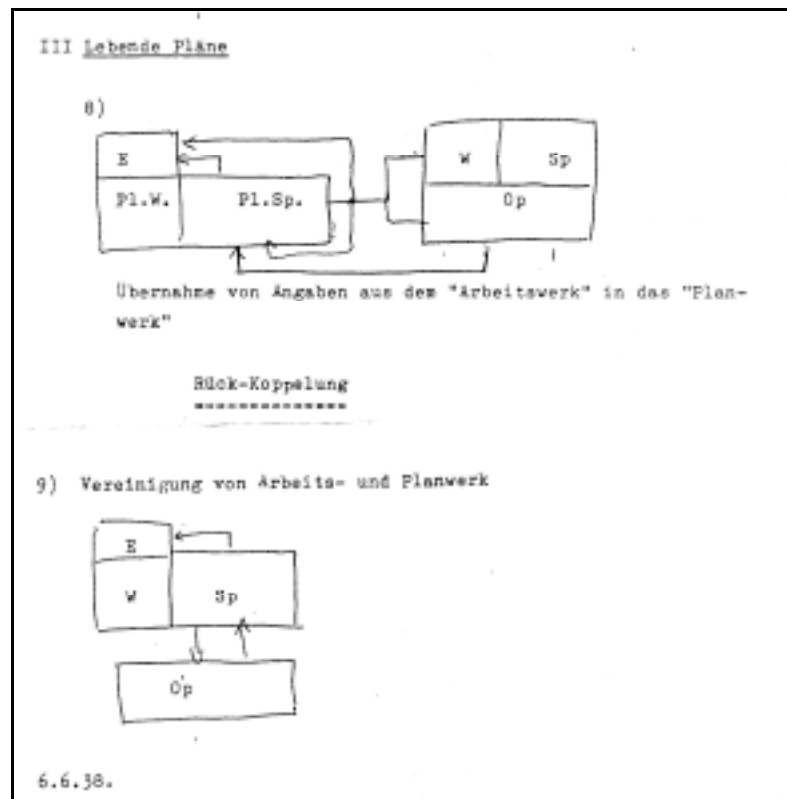 III Lebende Pläne
8)
E
W Sp
Pl.W. Pl.Sp.
Op
Übernahme von Angaben aus dem "Arbeitswerk" in das "Plan-
werk"
Rück-Koppelung
9) Vereinigung von Arbeits- und Planwerk
E
W Sp
Op
6.6.38.